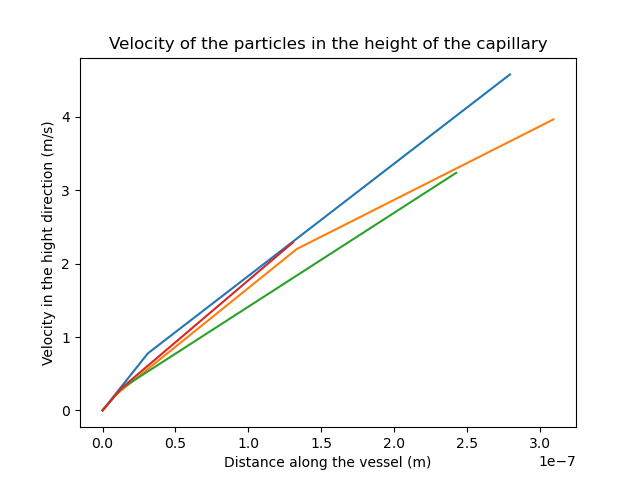 Velocity of the particles in the height of the capillary
Velocity in the hight direction (m/s)
4
3
2
1
0
0.0 0.5 1.0 1.5 2.0 2.5 3.0
Distance along the vessel (m)
1e−7